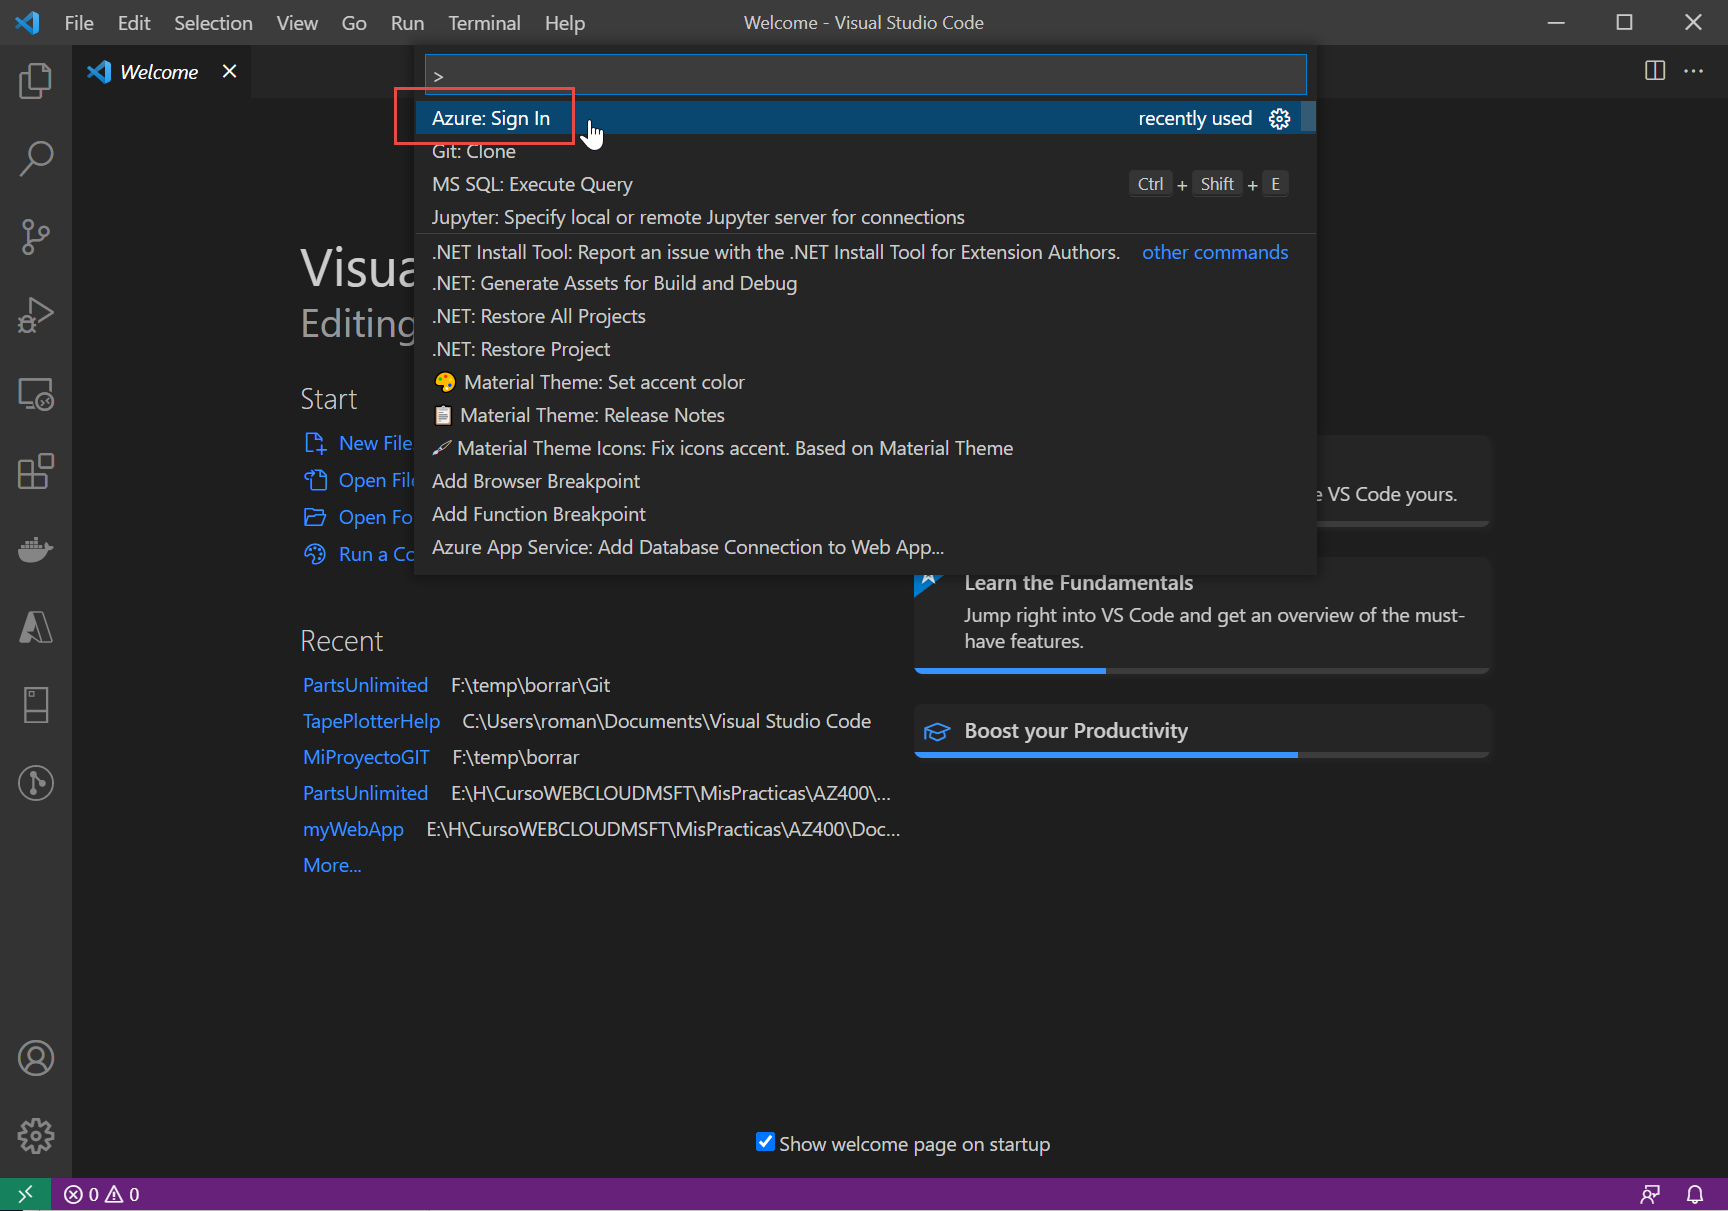 File Edit Selection View Go Run Terminal Help Welcome - Visual Studio Code
Welcome
>
Azure: Sign In recently used
Git: Clone
MS SQL: Execute Query Ctrl + Shift + E
Jupyter: Specify local or remote Jupyter server for connections
.NET Install Tool: Report an issue with the .NET Install Tool for Extension Authors. other commands
.NET: Generate Assets for Build and Debug
.NET: Restore All Projects
.NET: Restore Project
Material Theme: Set accent color
Material Theme: Release Notes
Material Theme Icons: Fix icons accent. Based on Material Theme
Add Browser Breakpoint
Add Function Breakpoint
Azure App Service: Add Database Connection to Web App...
Visua
Editing
Start
New File
Open File
Open Fo
Run a Co
Recent
PartsUnlimited F:\temp\borrar\Git
TapePlotterHelp C:\Users\roman\Documents\Visual Studio Code
MiProyectoGIT F:\temp\borrar
PartsUnlimited E:\H\CursoWEBCLOUDMSFT\MisPracticas\AZ400\...
myWebApp E:\H\CursoWEBCLOUDMSFT\MisPracticas\AZ400\Doc...
More...
e VS Code yours.
Learn the Fundamentals
Jump right into VS Code and get an overview of the must-
have features.
Boost your Productivity
Show welcome page on startup
0 0